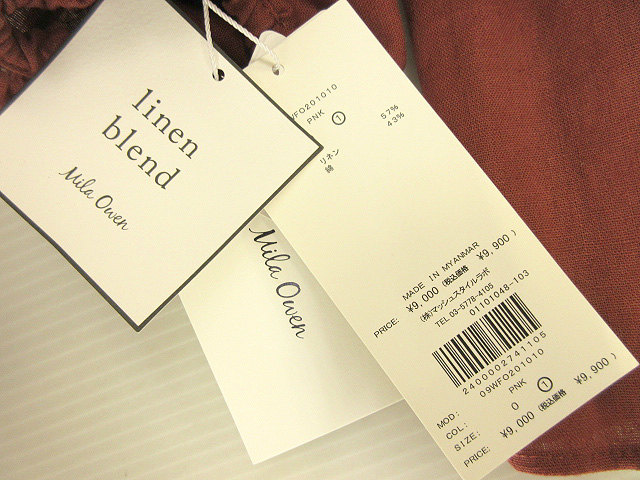 linen
blend
Mila Owen
Mila Owen
WFO201010
PNK ①
リネン 57%
綿 43%
MADE IN MYANMAR
PRICE: ¥9,000 (税込価格 ¥9,900)
(株)マッシュスタイルラボ
TEL 03-5778-4105
01101048-103
2400002741105
09WFO201010
MOD:
COL: PNK
SIZE: 0 ①
PRICE: ¥9,000 (税込価格 ¥9,900)